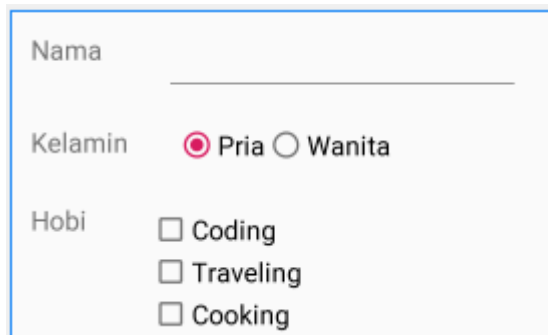 Nama
Kelamin Pria Wanita
Hobi Coding
Traveling
Cooking